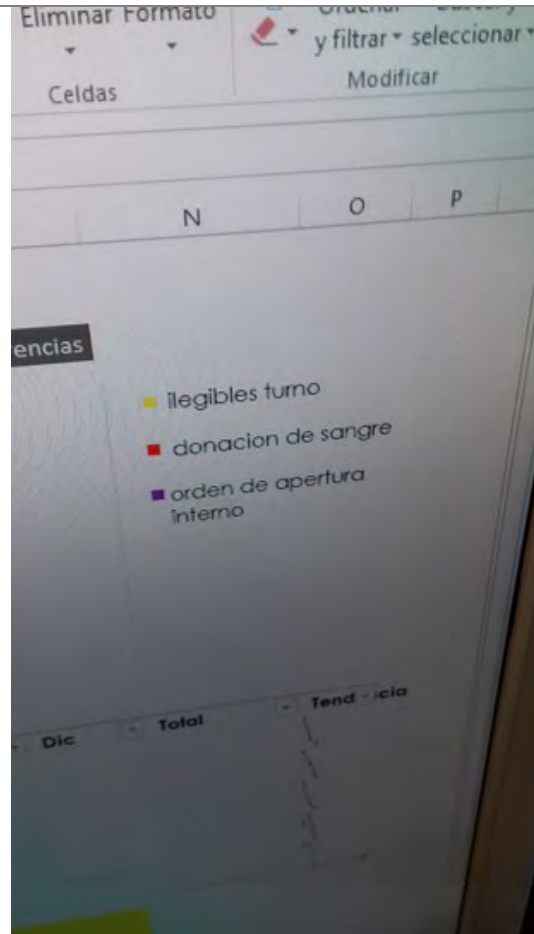 Eliminar Formato
y filtrar seleccionar
Celdas
Modificar
N O P
encias
ilegibles turno
donacion de sangre
orden de apertura
interno
Dic Total